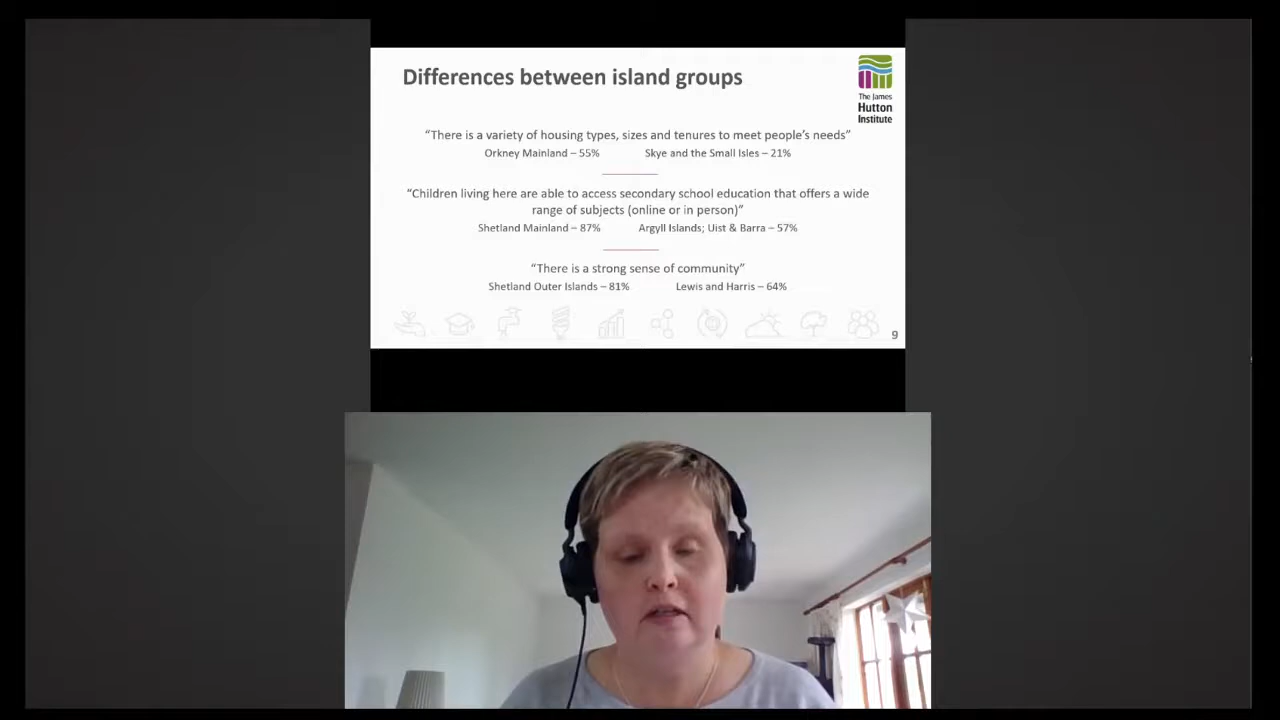 Differences between island groups
The James
Hutton
Institute
“There is a variety of housing types, sizes and tenures to meet people’s needs”
Orkney Mainland – 55% Skye and the Small Isles – 21%
“Children living here are able to access secondary school education that offers a wide
range of subjects (online or in person)”
Shetland Mainland – 87% Argyll Islands; Uist & Barra – 57%
“There is a strong sense of community”
Shetland Outer Islands – 81% Lewis and Harris – 64%
9